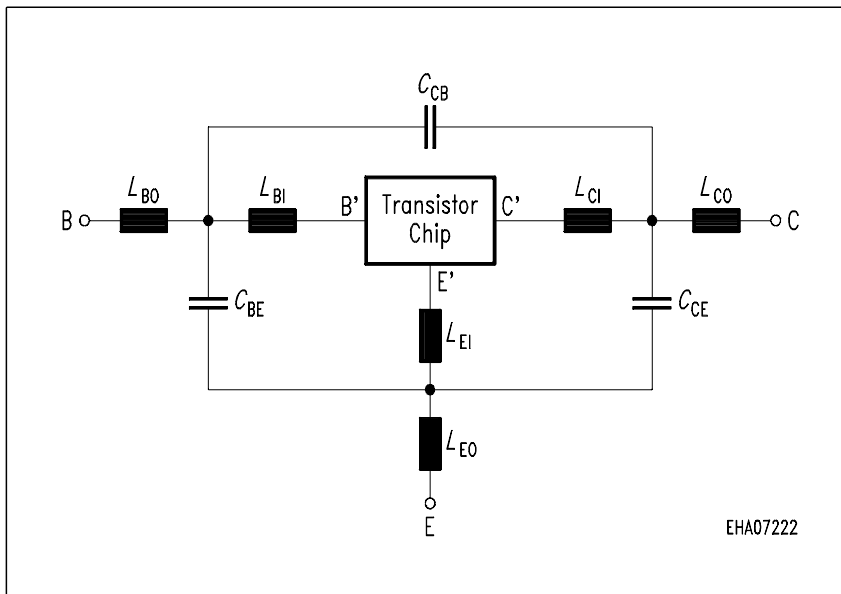 C_CB
L_BO L_BI L_CI L_CO
B B' Transistor C' C
Chip
E'
C_BE C_CE
L_EI
L_EO
E
EHA07222